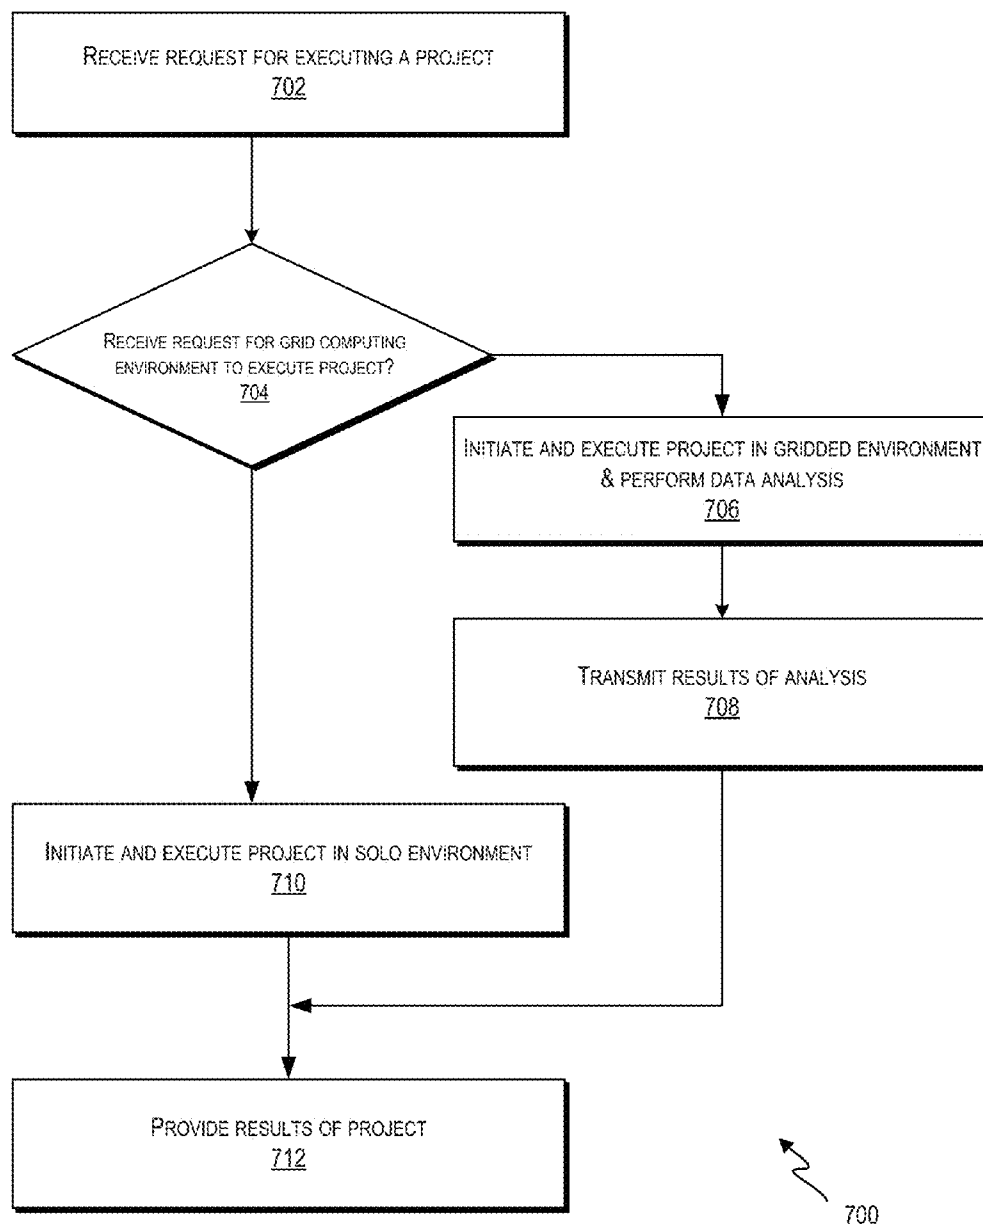 RECEIVE REQUEST FOR EXECUTING A PROJECT
702
RECEIVE REQUEST FOR GRID COMPUTING
ENVIRONMENT TO EXECUTE PROJECT?
704
INITIATE AND EXECUTE PROJECT IN GRIDDED ENVIRONMENT
& PERFORM DATA ANALYSIS
706
TRANSMIT RESULTS OF ANALYSIS
708
INITIATE AND EXECUTE PROJECT IN SOLO ENVIRONMENT
710
PROVIDE RESULTS OF PROJECT
712
700